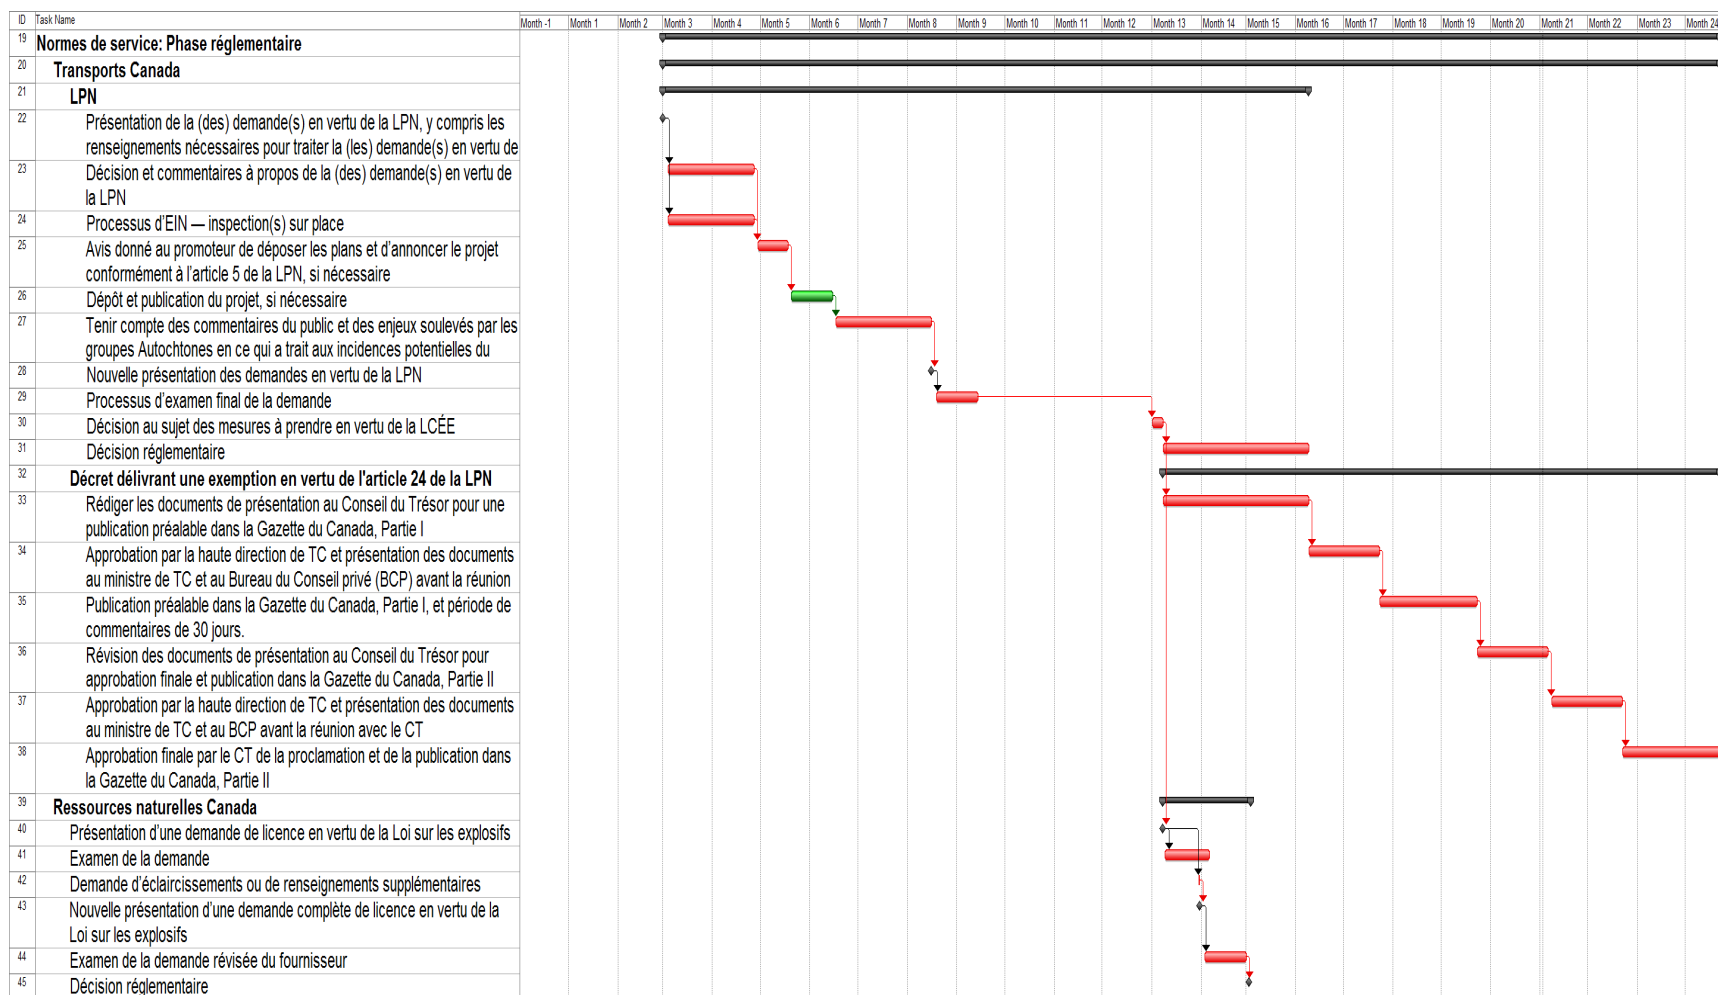 ID Task Name Month -1 Month 1 Month 2 Month 3 Month 4 Month 5 Month 6 Month 7 Month 8 Month 9 Month 10 Month 11 Month 12 Month 13 Month 14 Month 15 Month 16 Month 17 Month 18 Month 19 Month 20 Month 21 Month 22 Month 23 Month 24
19 Normes de service: Phase réglementaire
20 Transports Canada
21 LPN
22 Présentation de la (des) demande(s) en vertu de la LPN, y compris les
renseignements nécessaires pour traiter la (les) demande(s) en vertu de
23 Décision et commentaires à propos de la (des) demande(s) en vertu de
la LPN
24 Processus d'EIN — inspection(s) sur place
25 Avis donné au promoteur de déposer les plans et d'annoncer le projet
conformément à l'article 5 de la LPN, si nécessaire
26 Dépôt et publication du projet, si nécessaire
27 Tenir compte des commentaires du public et des enjeux soulevés par les
groupes Autochtones en ce qui a trait aux incidences potentielles du
28 Nouvelle présentation des demandes en vertu de la LPN
29 Processus d'examen final de la demande
30 Décision au sujet des mesures à prendre en vertu de la LCÉE
31 Décision réglementaire
32 Décret délivrant une exemption en vertu de l'article 24 de la LPN
33 Rédiger les documents de présentation au Conseil du Trésor pour une
publication préalable dans la Gazette du Canada, Partie I
34 Approbation par la haute direction de TC et présentation des documents
au ministre de TC et au Bureau du Conseil privé (BCP) avant la réunion
35 Publication préalable dans la Gazette du Canada, Partie I, et période de
commentaires de 30 jours.
36 Révision des documents de présentation au Conseil du Trésor pour
approbation finale et publication dans la Gazette du Canada, Partie II
37 Approbation par la haute direction de TC et présentation des documents
au ministre de TC et au BCP avant la réunion avec le CT
38 Approbation finale par le CT de la proclamation et de la publication dans
la Gazette du Canada, Partie II
39 Ressources naturelles Canada
40 Présentation d'une demande de licence en vertu de la Loi sur les explosifs
41 Examen de la demande
42 Demande d'éclaircissements ou de renseignements supplémentaires
43 Nouvelle présentation d'une demande complète de licence en vertu de la
Loi sur les explosifs
44 Examen de la demande révisée du fournisseur
45 Décision réglementaire